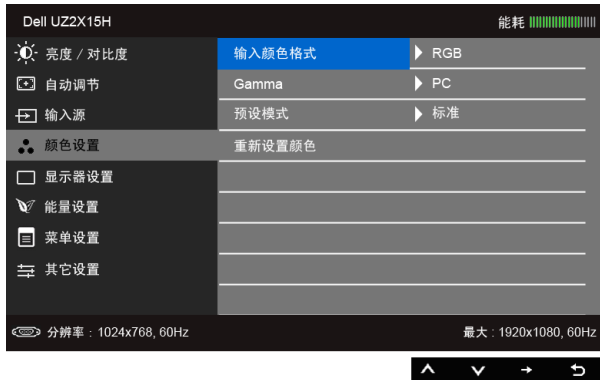 Dell UZ2X15H 能耗
亮度 / 对比度 输入颜色格式 RGB
自动调节 Gamma PC
输入源 预设模式 标准
颜色设置 重新设置颜色
显示器设置
能量设置
菜单设置
其它设置
分辨率 : 1024x768, 60Hz 最大 : 1920x1080, 60Hz